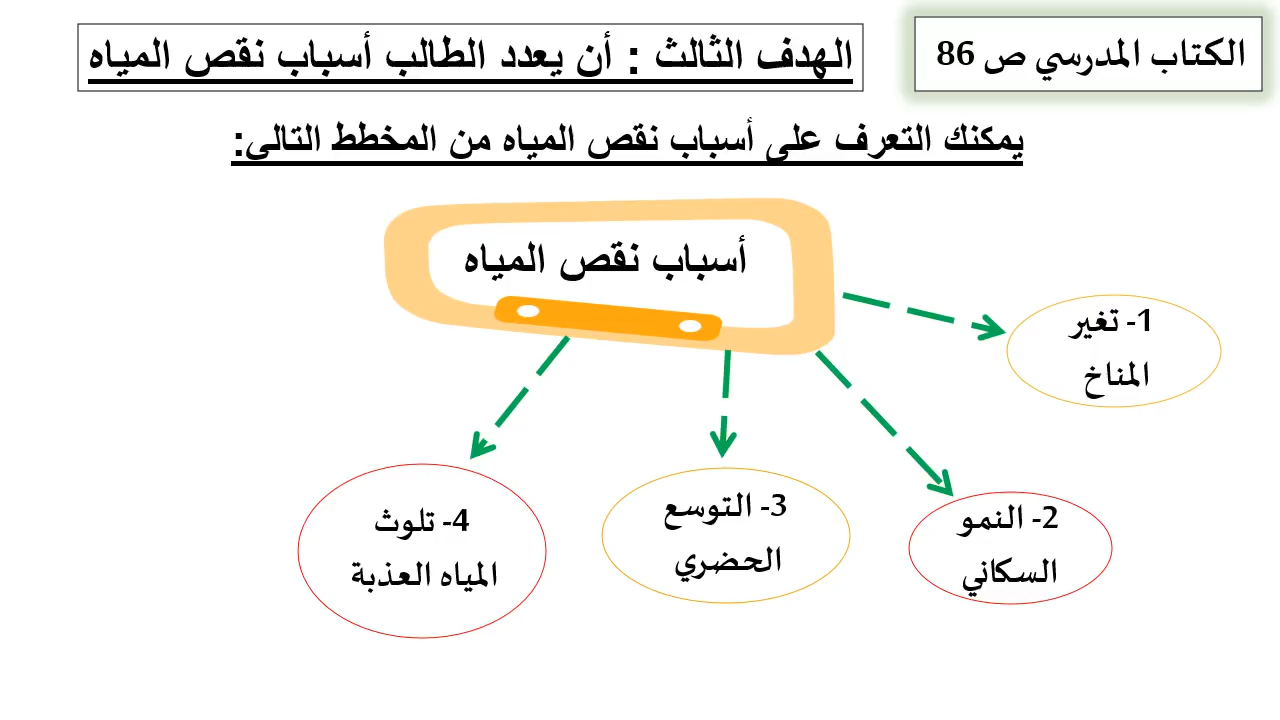 الكتاب المدرسي ص 86
الهدف الثالث : أن يعدد الطالب أسباب نقص المياه
يمكنك التعرف على أسباب نقص المياه من المخطط التالي:
أسباب نقص المياه
1- تغير
المناخ
2- النمو
السكاني
3- التوسع
الحضري
4- تلوث
المياه العذبة